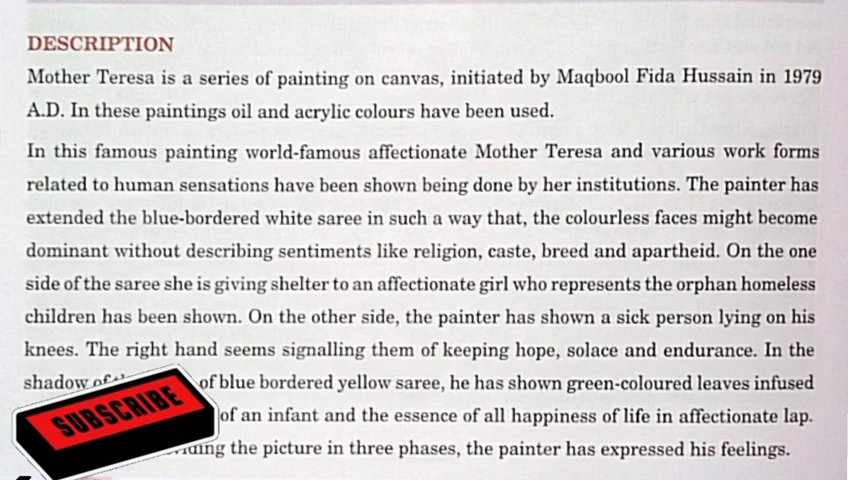 DESCRIPTION
Mother Teresa is a series of painting on canvas, initiated by Maqbool Fida Hussain in 1979
A.D. In these paintings oil and acrylic colours have been used.
In this famous painting world-famous affectionate Mother Teresa and various work forms
related to human sensations have been shown being done by her institutions. The painter has
extended the blue-bordered white saree in such a way that, the colourless faces might become
dominant without describing sentiments like religion, caste, breed and apartheid. On the one
side of the saree she is giving shelter to an affectionate girl who represents the orphan homeless
children has been shown. On the other side, the painter has shown a sick person lying on his
knees. The right hand seems signalling them of keeping hope, solace and endurance. In the
shadow of of blue bordered yellow saree, he has shown green-coloured leaves infused
of an infant and the essence of all happiness of life in affectionate lap.
the picture in three phases, the painter has expressed his feelings.
SUBSCRIBE